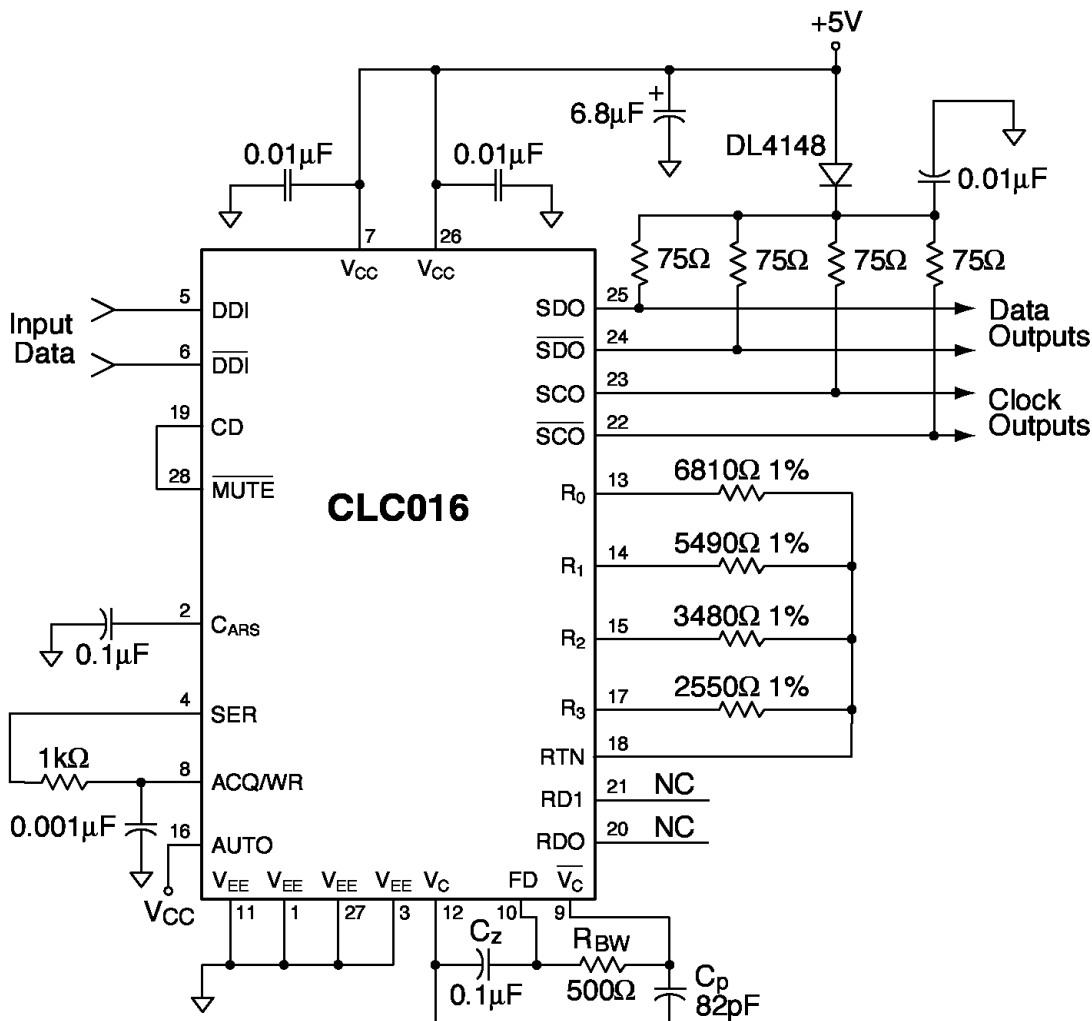 +5V
6.8µF
+
DL4148
0.01µF
0.01µF
0.01µF
7
26
VCC
VCC
75Ω
75Ω
75Ω
75Ω
Input
Data
5
DDI
6
DDI
19
CD
28
MUTE
CLC016
2
CARS
0.1µF
4
SER
1kΩ
8
ACQ/WR
0.001µF
16
AUTO
VCC
SDO
25
Data
Outputs
SDO
24
SCO
23
Clock
Outputs
SCO
22
R0
13
6810Ω 1%
R1
14
5490Ω 1%
R2
15
3480Ω 1%
R3
17
2550Ω 1%
RTN
18
RD1
21
NC
RDO
20
NC
VEE
VEE
VEE
VEE
VC
FD
VC
11
1
27
3
12
10
9
Cz
0.1µF
RBW
500Ω
Cp
82pF